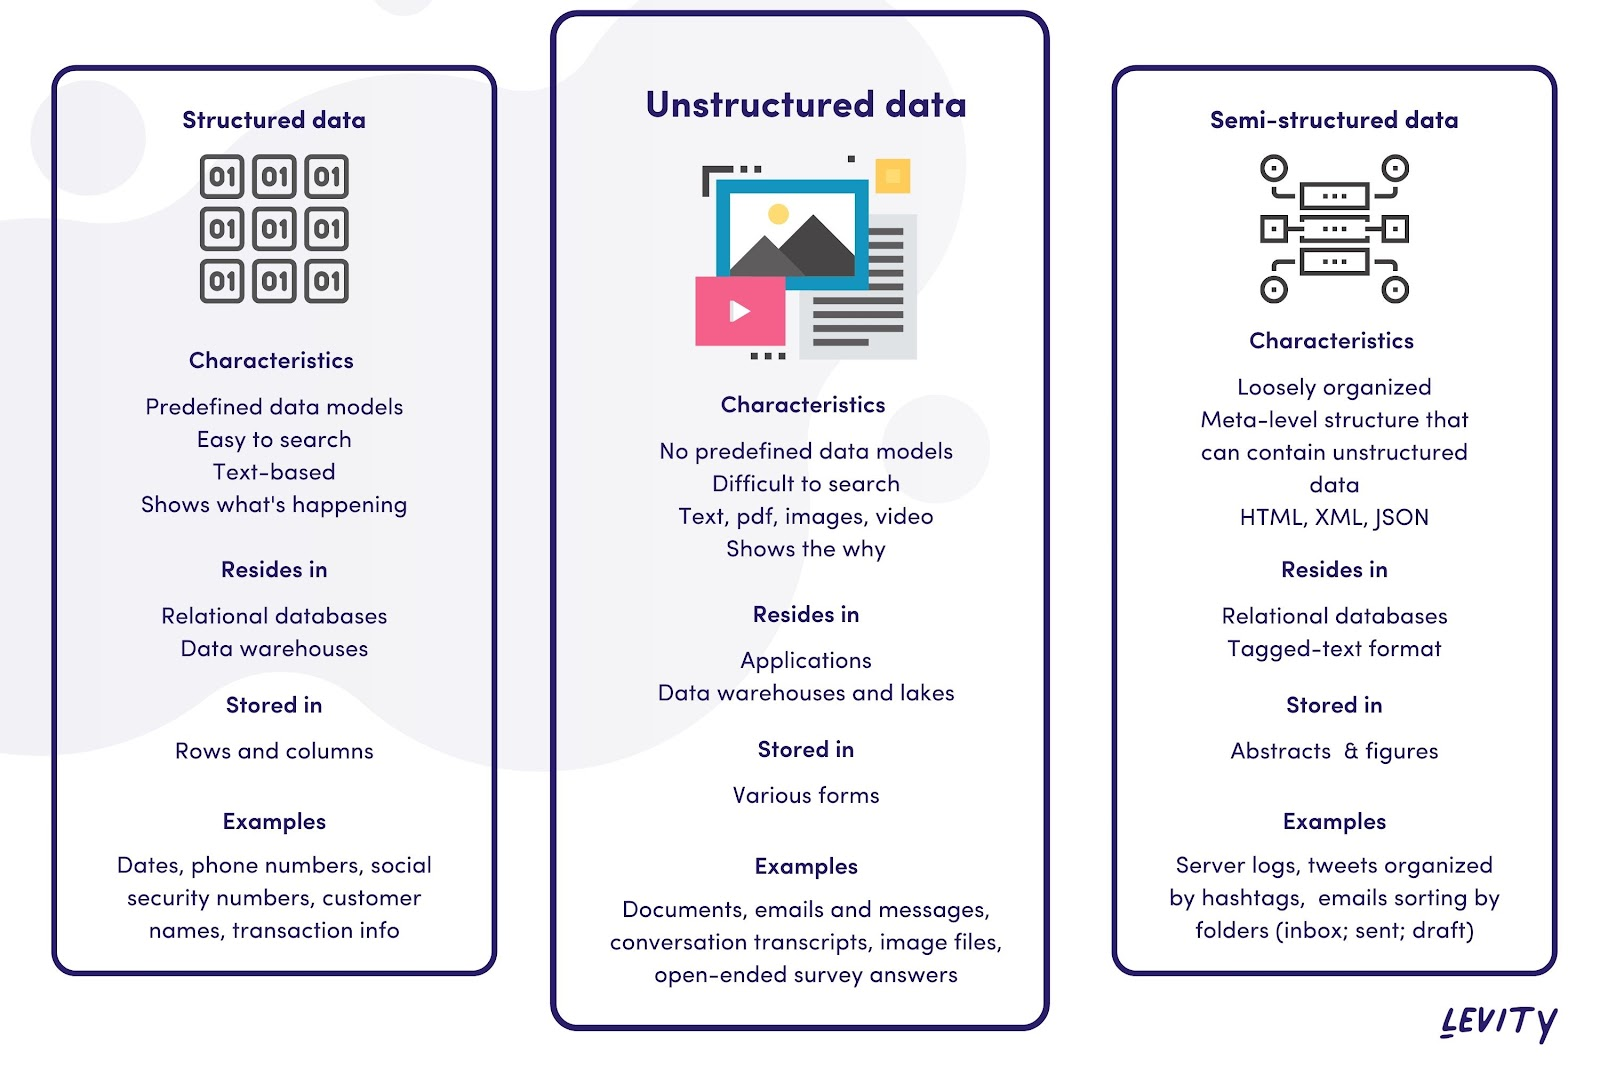 Structured data
01 01 01
01 01 01
01 01 01
Characteristics
Predefined data models
Easy to search
Text-based
Shows what's happening
Resides in
Relational databases
Data warehouses
Stored in
Rows and columns
Examples
Dates, phone numbers, social
security numbers, customer
names, transaction info
Unstructured data
Characteristics
No predefined data models
Difficult to search
Text, pdf, images, video
Shows the why
Resides in
Applications
Data warehouses and lakes
Stored in
Various forms
Examples
Documents, emails and messages,
conversation transcripts, image files,
open-ended survey answers
Semi-structured data
Characteristics
Loosely organized
Meta-level structure that
can contain unstructured
data
HTML, XML, JSON
Resides in
Relational databases
Tagged-text format
Stored in
Abstracts & figures
Examples
Server logs, tweets organized
by hashtags, emails sorting by
folders (inbox; sent; draft)
LEVITY